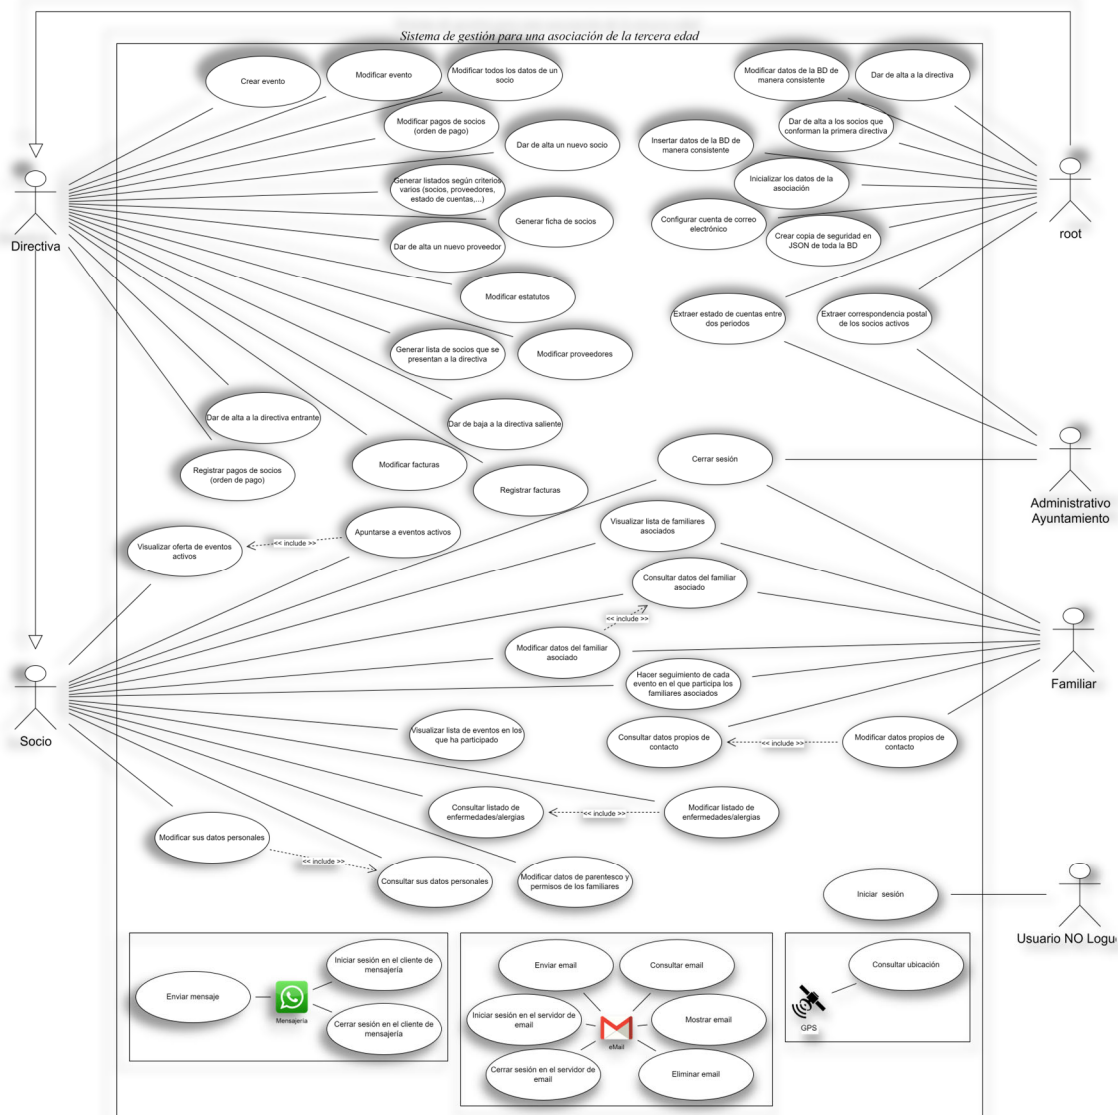 Sistema de gestión para una asociación de la tercera edad
Crear evento
Modificar evento
Modificar todos los datos de un
socio
Modificar datos de la BD de
manera consistente
Dar de alta a la directiva
Modificar pagos de socios
(orden de pago)
Dar de alta un nuevo socio
Insertar datos de la BD de
manera consistente
Dar de alta a los socios que
conforman la primera directiva
Generar listados según criterios
varios (socios, proveedores,
estado de cuentas,...)
Inicializar los datos de la
asociación
Generar ficha de socios
Configurar cuenta de correo
electrónico
Crear copia de seguridad en
JSON de toda la BD
Directiva
root
Dar de alta un nuevo proveedor
Modificar estatutos
Extraer estado de cuentas entre
dos periodos
Extraer correspondencia postal
de los socios activos
Generar lista de socios que se
presentan a la directiva
Modificar proveedores
Dar de alta a la directiva entrante
Dar de baja a la directiva saliente
Registrar pagos de socios
(orden de pago)
Modificar facturas
Cerrar sesión
Registrar facturas
Administrativo
Ayuntamiento
Visualizar oferta de eventos
activos
<< include >>
Apuntarse a eventos activos
Visualizar lista de familiares
asociados
Consultar datos del familiar
asociado
<< include >>
Modificar datos del familiar
asociado
Hacer seguimiento de cada
evento en el que participa los
familiares asociados
Familiar
Socio
Visualizar lista de eventos en los
que ha participado
Consultar datos propios de
contacto
<< include >>
Modificar datos propios de
contacto
Consultar listado de
enfermedades/alergias
<< include >>
Modificar listado de
enfermedades/alergias
Modificar sus datos personales
<< include >>
Consultar sus datos personales
Modificar datos de parentesco y
permisos de los familiares
Iniciar sesión
Usuario NO Logu
Enviar mensaje
Iniciar sesión en el cliente de
mensajería
Mensajería
Cerrar sesión en el cliente de
mensajería
Enviar email
Consultar email
Iniciar sesión en el servidor de
email
Mostrar email
eMail
Cerrar sesión en el servidor de
email
Eliminar email
Consultar ubicación
GPS